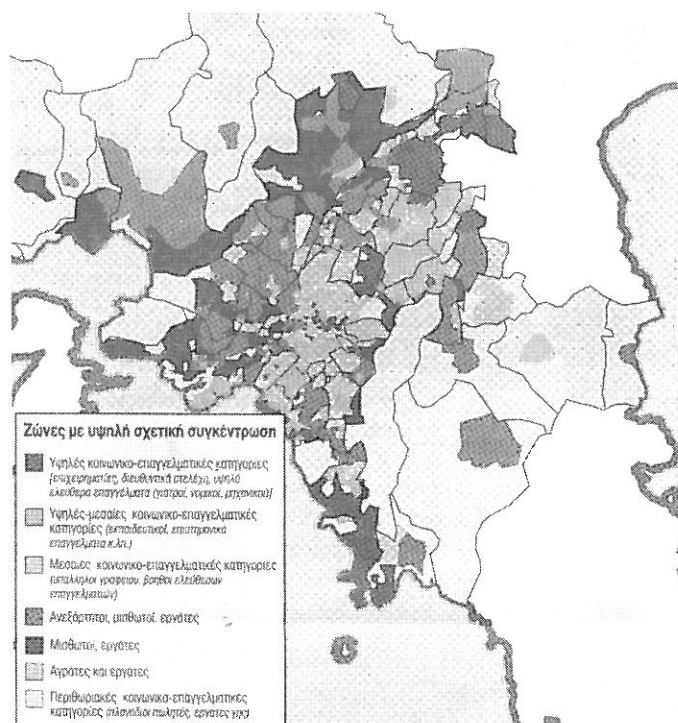 Ζώνες με υψηλή σχετική συγκέντρωση
Υψηλές κοινωνικο-επαγγελματικές κατηγορίες
[επιχειρηματίες, διευθυντικά στελέχη, υψηλά
ελεύθερα επαγγέλματα (γιατροί, νομικοί, μηχανικοί)]
Υψηλές-μεσαίες κοινωνικο-επαγγελματικές
κατηγορίες (εκπαιδευτικοί, επιστημονικά
επαγγέλματα κ.λπ.)
Μεσαίες κοινωνικο-επαγγελματικές κατηγορίες
(υπάλληλοι γραφείου, βοηθοί ελεύθερων
επαγγελματιών)
Ανεξάρτητοι, μισθωτοί, εργάτες
Μισθωτοί, εργάτες
Αγρότες και εργάτες
Περιθωριακές κοινωνικο-επαγγελματικές
κατηγορίες (πλανόδιοι πωλητές, εργάτες γης)